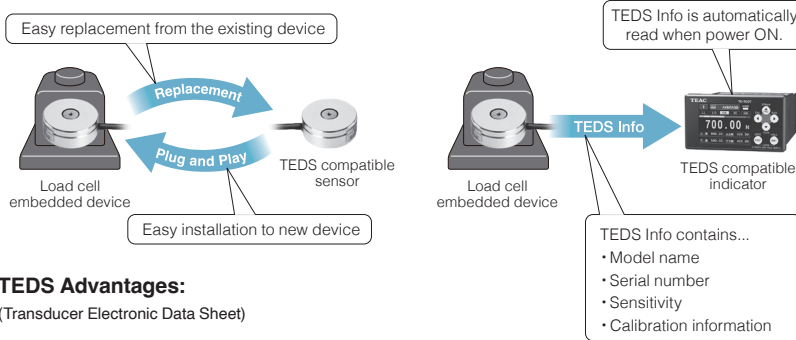 Easy replacement from the existing device
Replacement
Plug and Play
Load cell
embedded device
TEDS compatible
sensor
Easy installation to new device
TEDS Advantages:
(Transducer Electronic Data Sheet)
TEDS Info is automatically
read when power ON.
TEDS Info
TEAC
700.00 N
Load cell
embedded device
TEDS compatible
indicator
TEDS Info contains...
・Model name
・Serial number
・Sensitivity
・Calibration information